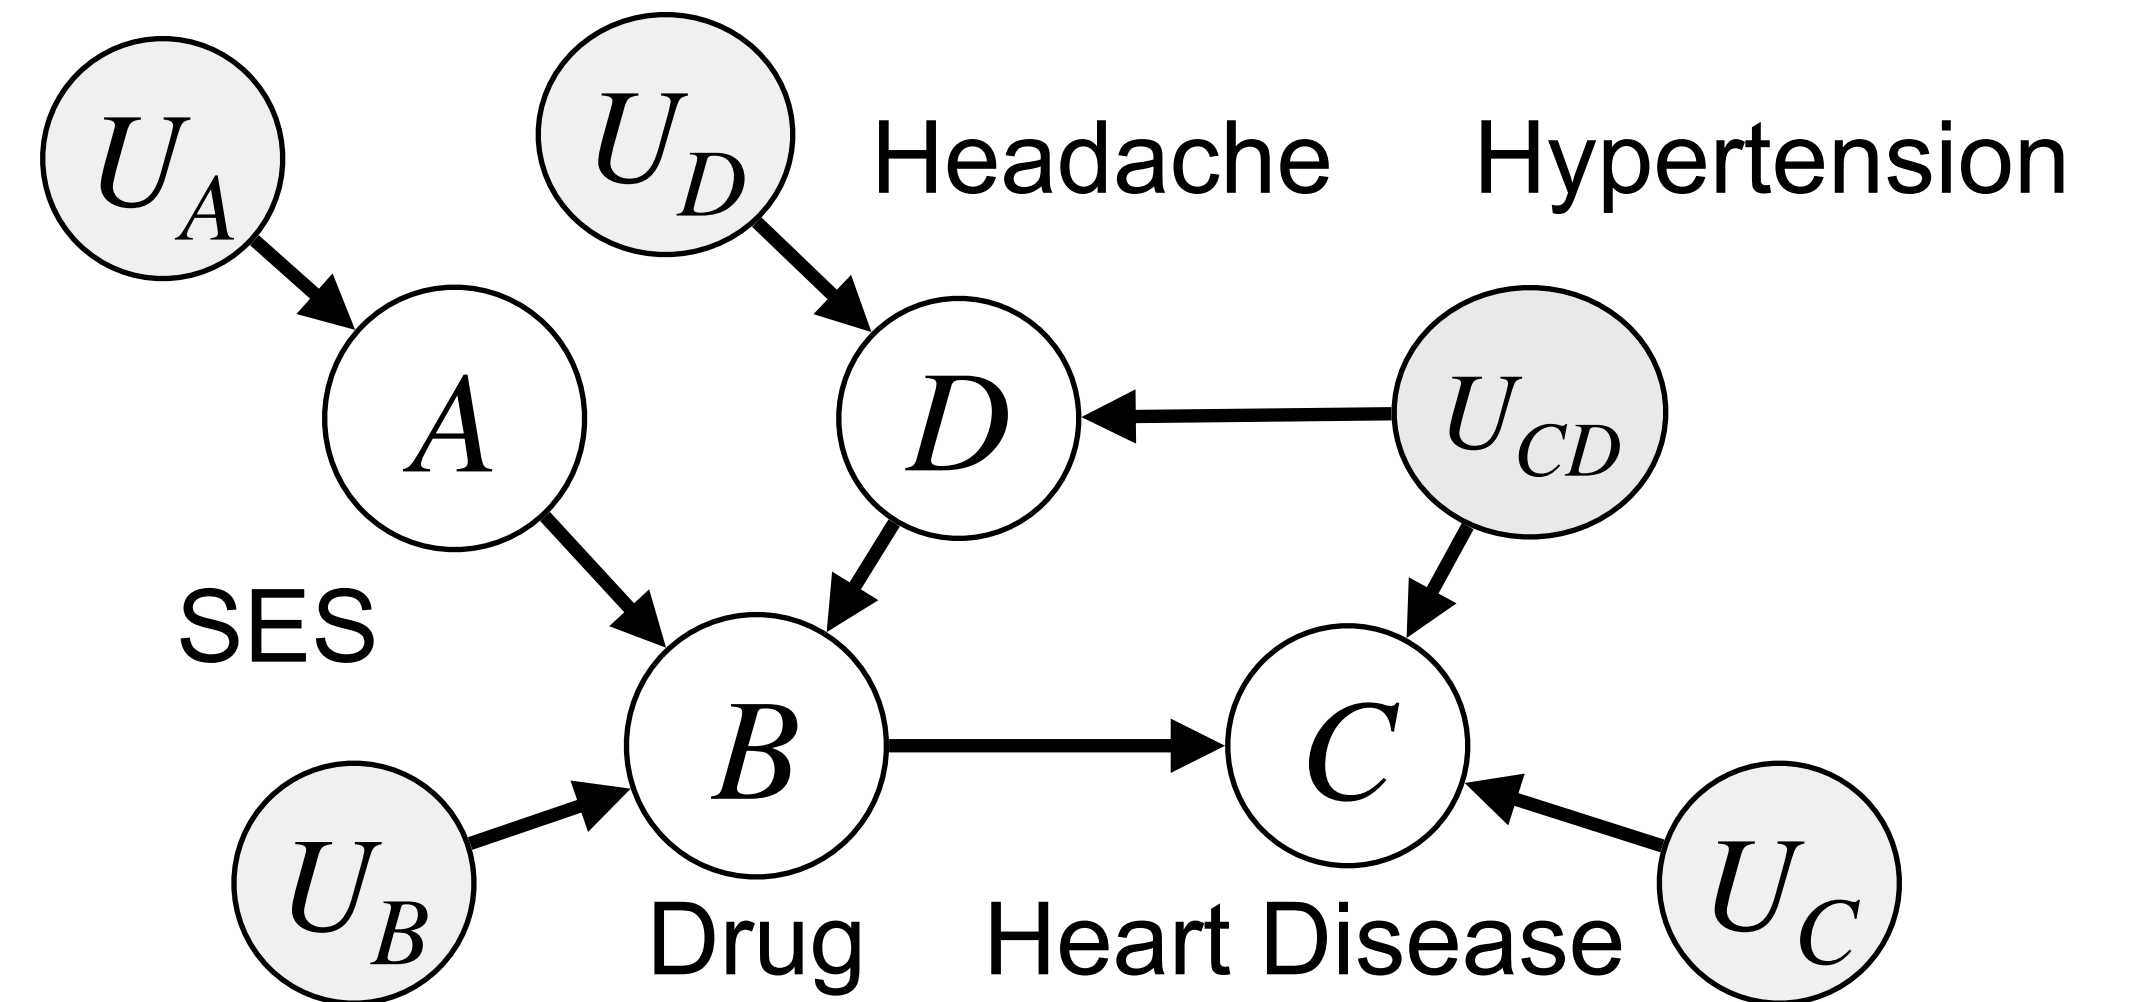 U_A
U_D
Headache
Hypertension
A
D
U_CD
SES
B
C
U_B
U_C
Drug
Heart Disease